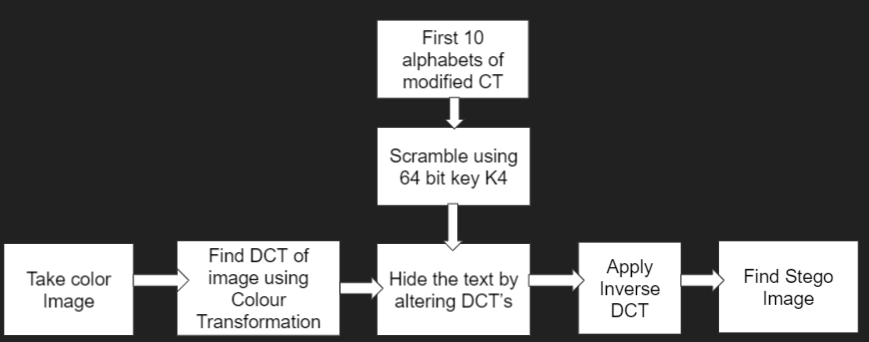 First 10
alphabets of
modified CT
Scramble using
64 bit key K4
Take color
Image
Find DCT of
image using
Colour
Transformation
Hide the text by
altering DCT's
Apply
Inverse
DCT
Find Stego
Image